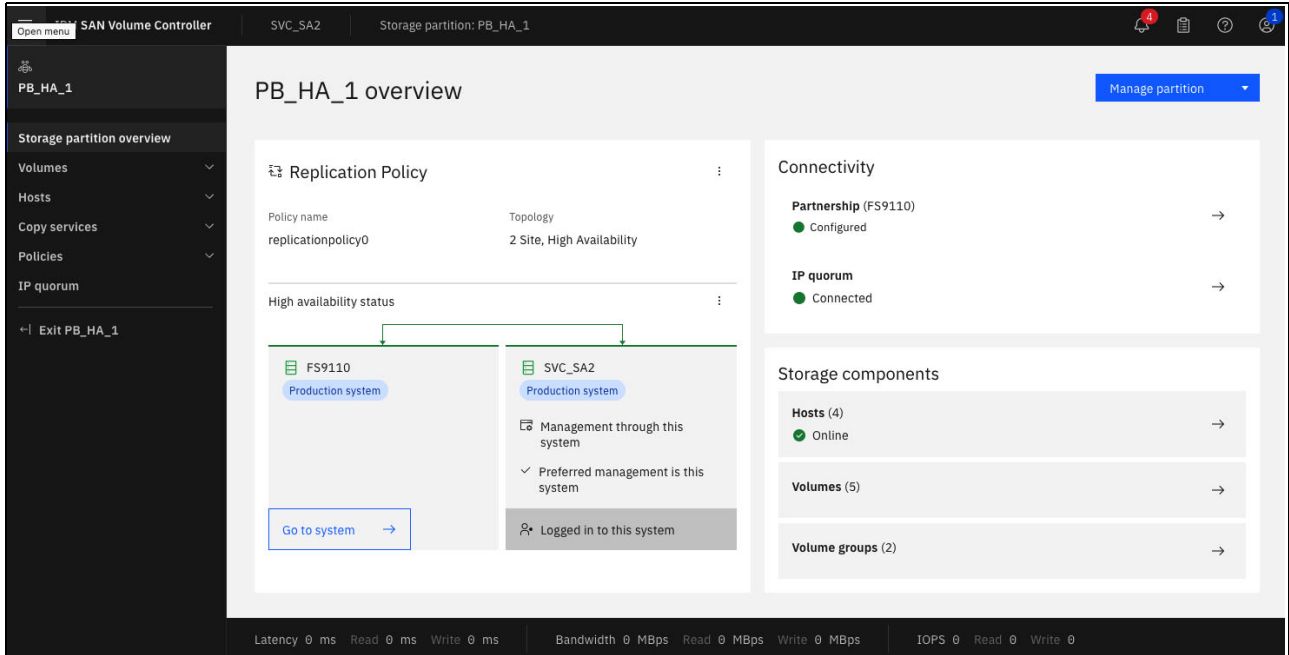 Open menu
SAN Volume Controller
SVC_SA2
Storage partition: PB_HA_1
4
1
PB_HA_1
Storage partition overview
Volumes
Hosts
Copy services
Policies
IP quorum
Exit PB_HA_1
PB_HA_1 overview
Manage partition
Replication Policy
Policy name
replicationpolicy0
Topology
2 Site, High Availability
High availability status
FS9110
Production system
Go to system
SVC_SA2
Production system
Management through this
system
Preferred management is this
system
Logged in to this system
Connectivity
Partnership (FS9110)
Configured
IP quorum
Connected
Storage components
Hosts (4)
Online
Volumes (5)
Volume groups (2)
Latency 0 ms Read 0 ms Write 0 ms
Bandwidth 0 MBps Read 0 MBps Write 0 MBps
IOPS 0 Read 0 Write 0